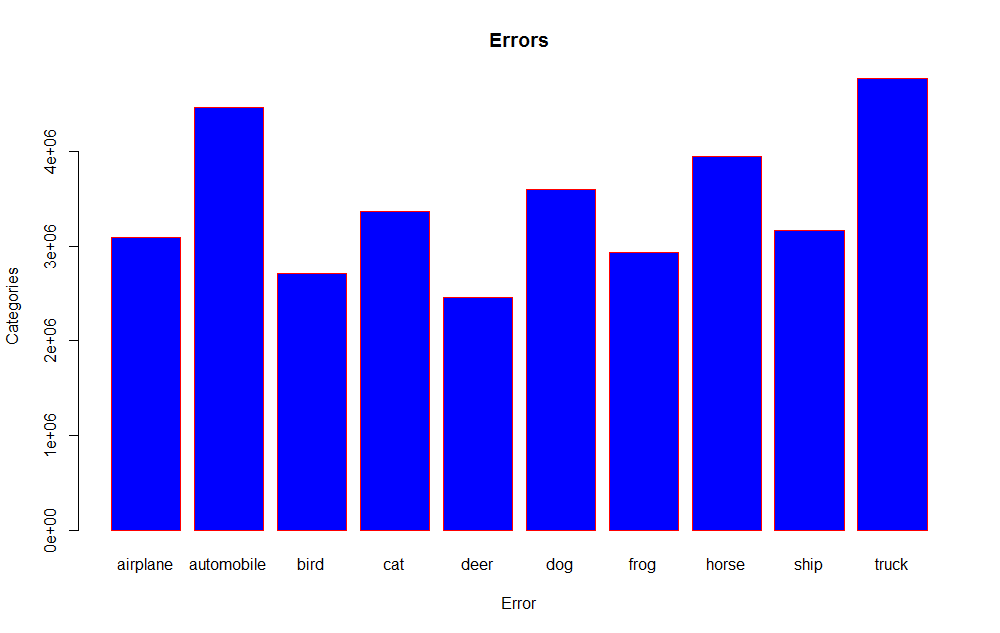 Errors
Categories
4e+06
3e+06
2e+06
1e+06
0e+00
airplane automobile bird cat deer dog frog horse ship truck
Error